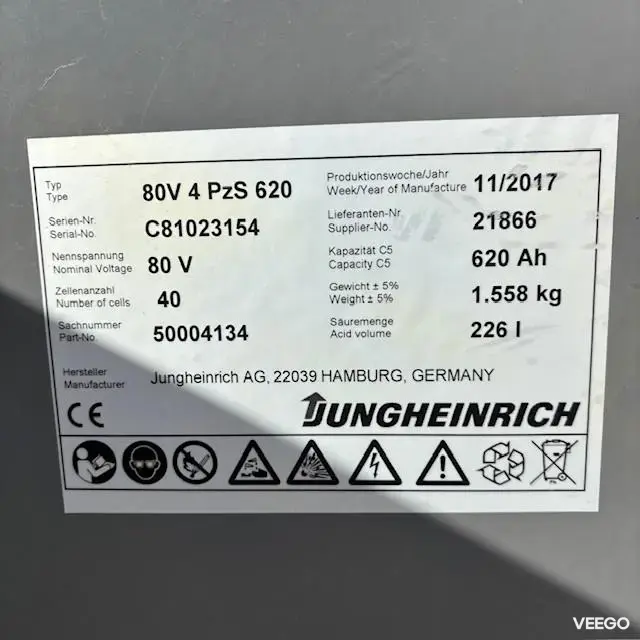 Typ
Type
80V 4 PzS 620
Produktionswoche/Jahr
Week/Year of Manufacture
11/2017
Serien-Nr.
Serial-No.
C81023154
Lieferanten-Nr.
Supplier-No.
21866
Nennspannung
Nominal Voltage
80 V
Kapazität C5
Capacity C5
620 Ah
Zellenanzahl
Number of cells
40
Gewicht ± 5%
Weight ± 5%
1.558 kg
Sachnummer
Part-No.
50004134
Säuremenge
Acid volume
226 l
Hersteller
Manufacturer
Jungheinrich AG, 22039 HAMBURG, GERMANY
CE
JUNGHEINRICH
VEEGO